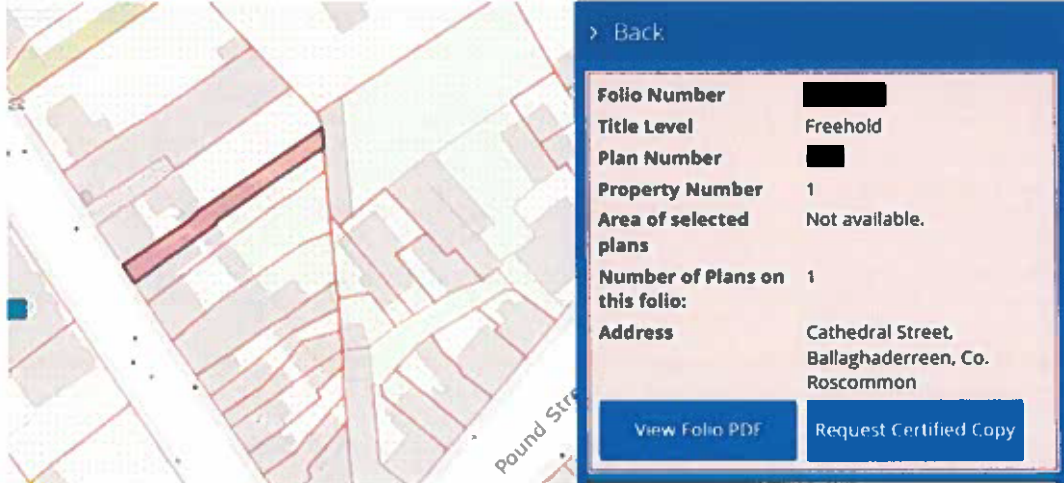 > Back
Folio Number
Title Level Freehold
Plan Number
Property Number 1
Area of selected Not available.
plans
Number of Plans on 1
this folio:
Address Cathedral Street,
Ballaghaderreen, Co.
Roscommon
View Folio PDF Request Certified Copy
Pound Stre